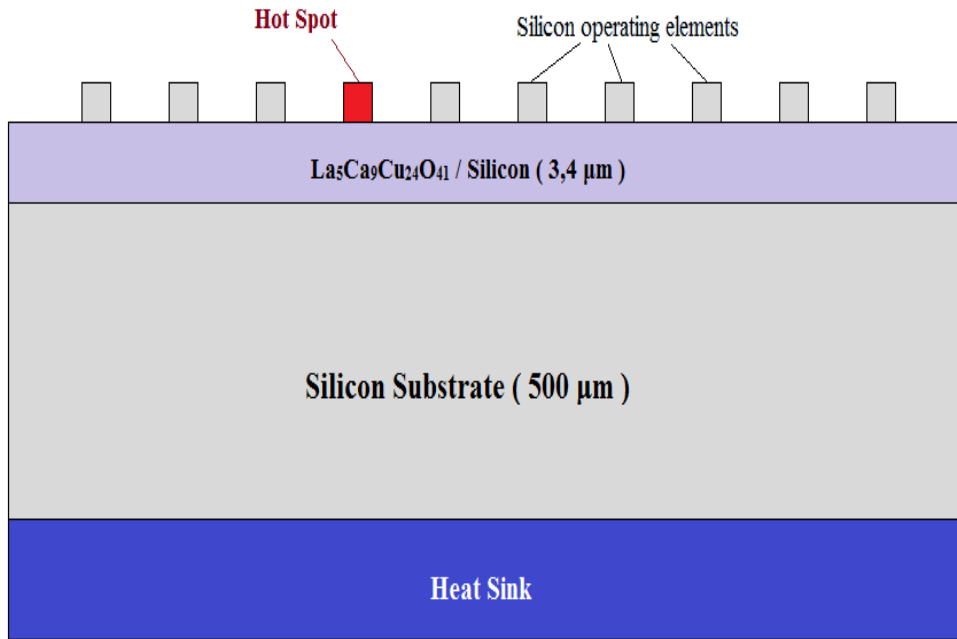 Hot Spot
Silicon operating elements
La₅Ca₉Cu₂₄O₄₁ / Silicon ( 3,4 µm )
Silicon Substrate ( 500 µm )
Heat Sink